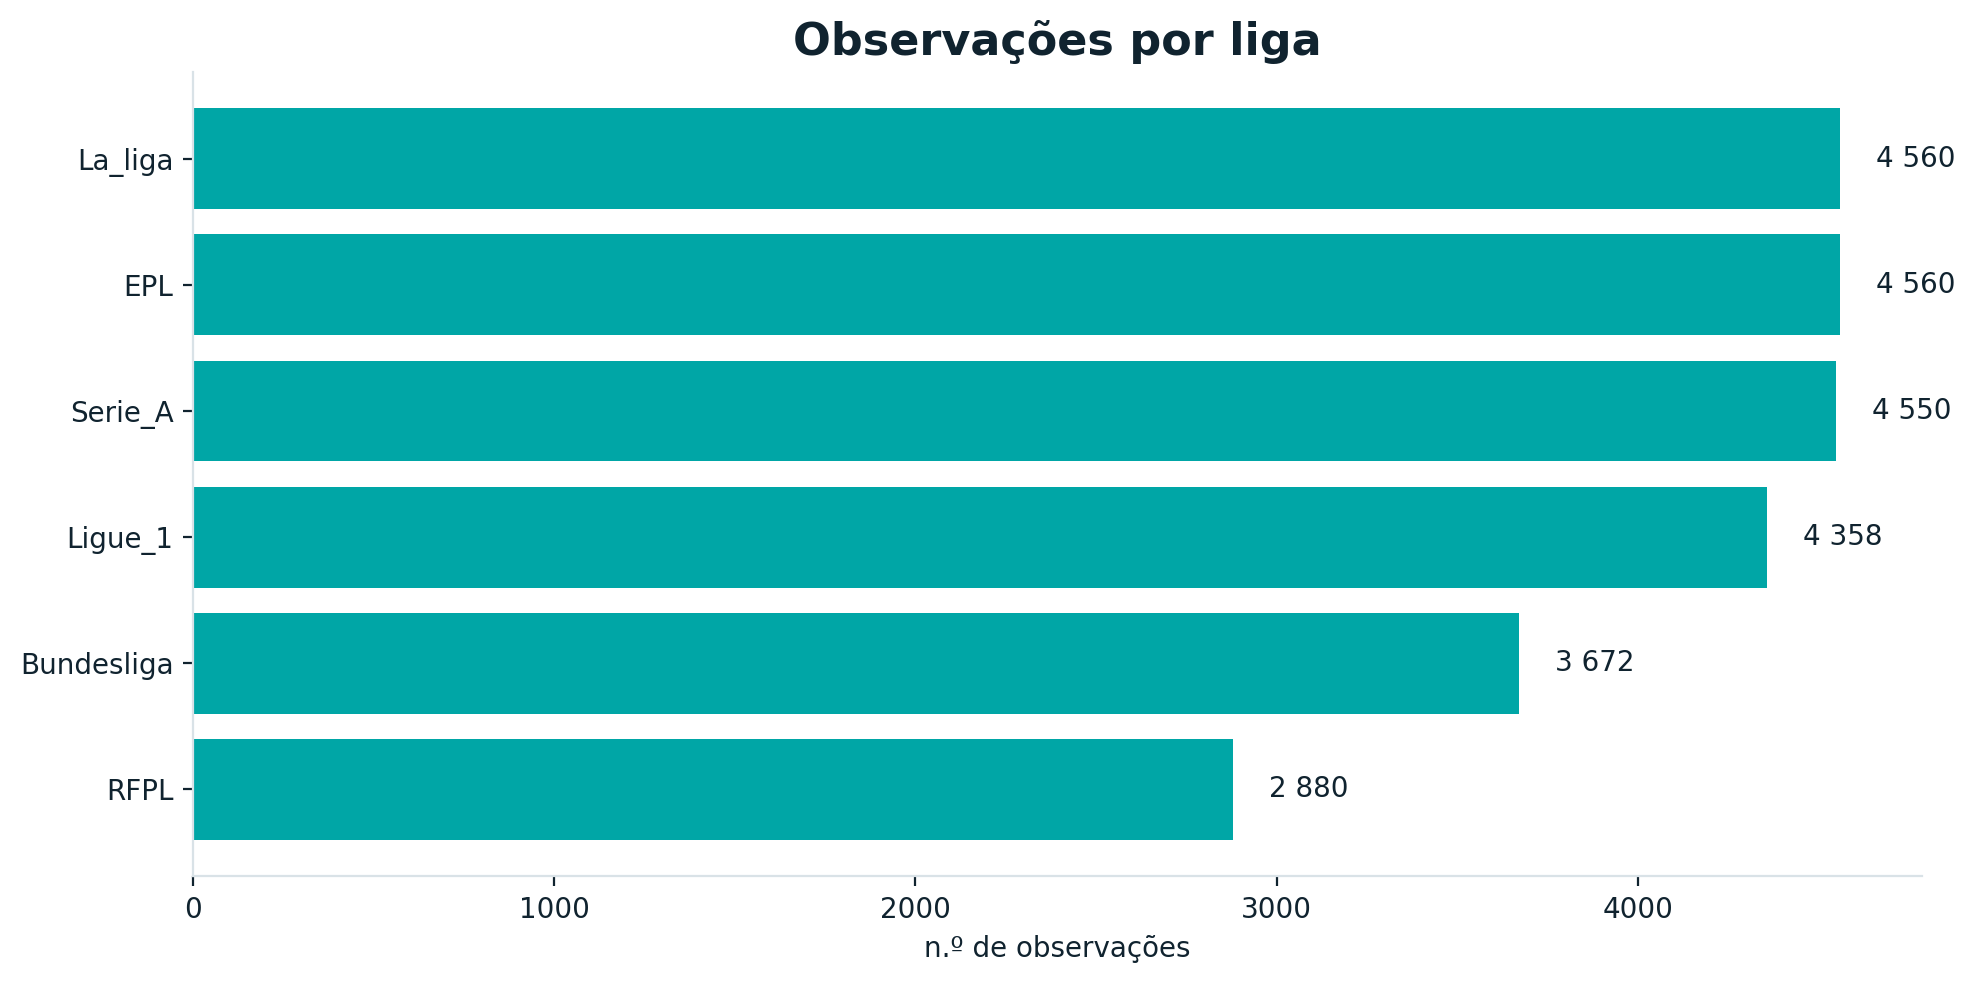 Observações por liga
La_liga 4 560
EPL 4 560
Serie_A 4 550
Ligue_1 4 358
Bundesliga 3 672
RFPL 2 880
0 1000 2000 3000 4000
n.º de observações